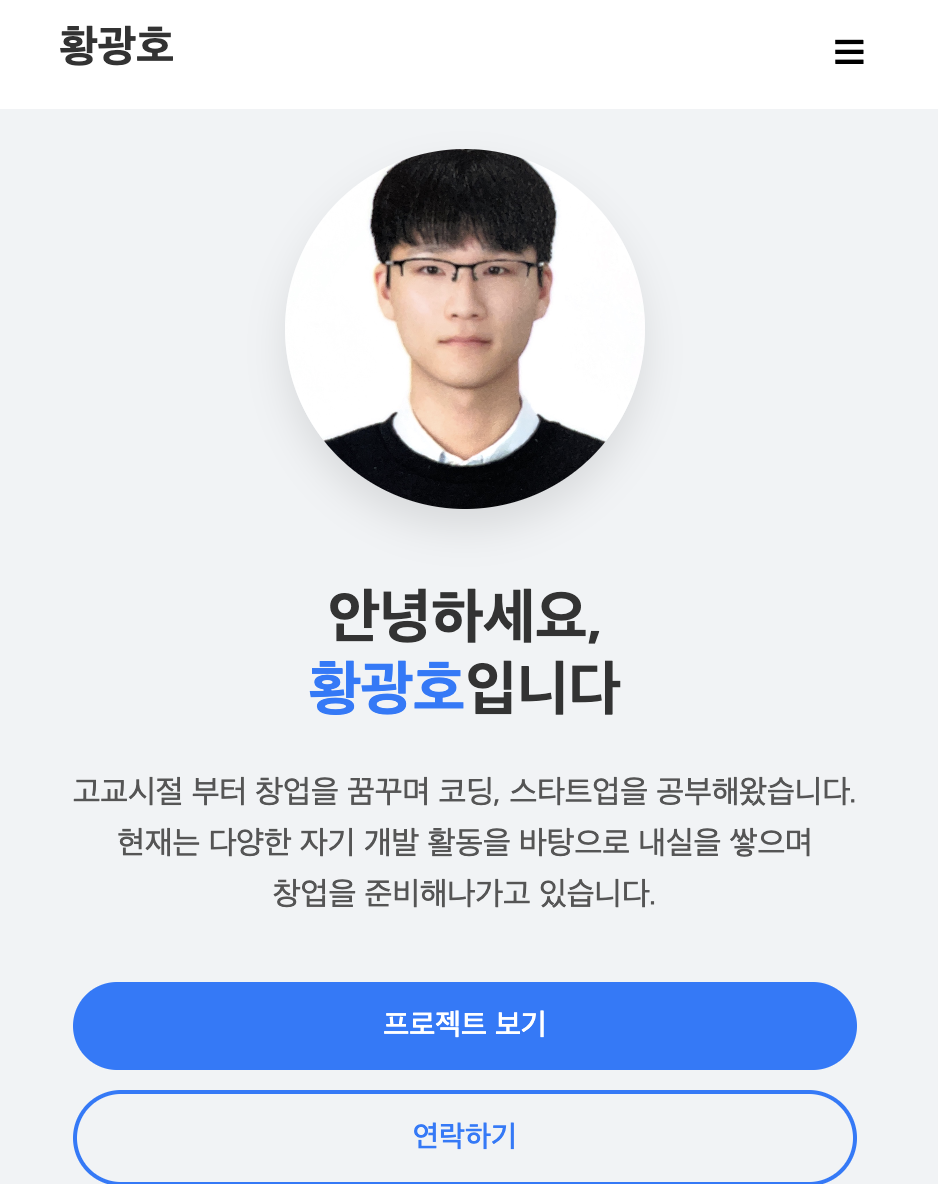 황광호
안녕하세요,
황광호입니다
고교시절 부터 창업을 꿈꾸며 코딩, 스타트업을 공부해왔습니다.
현재는 다양한 자기 개발 활동을 바탕으로 내실을 쌓으며
창업을 준비해나가고 있습니다.
프로젝트 보기
연락하기